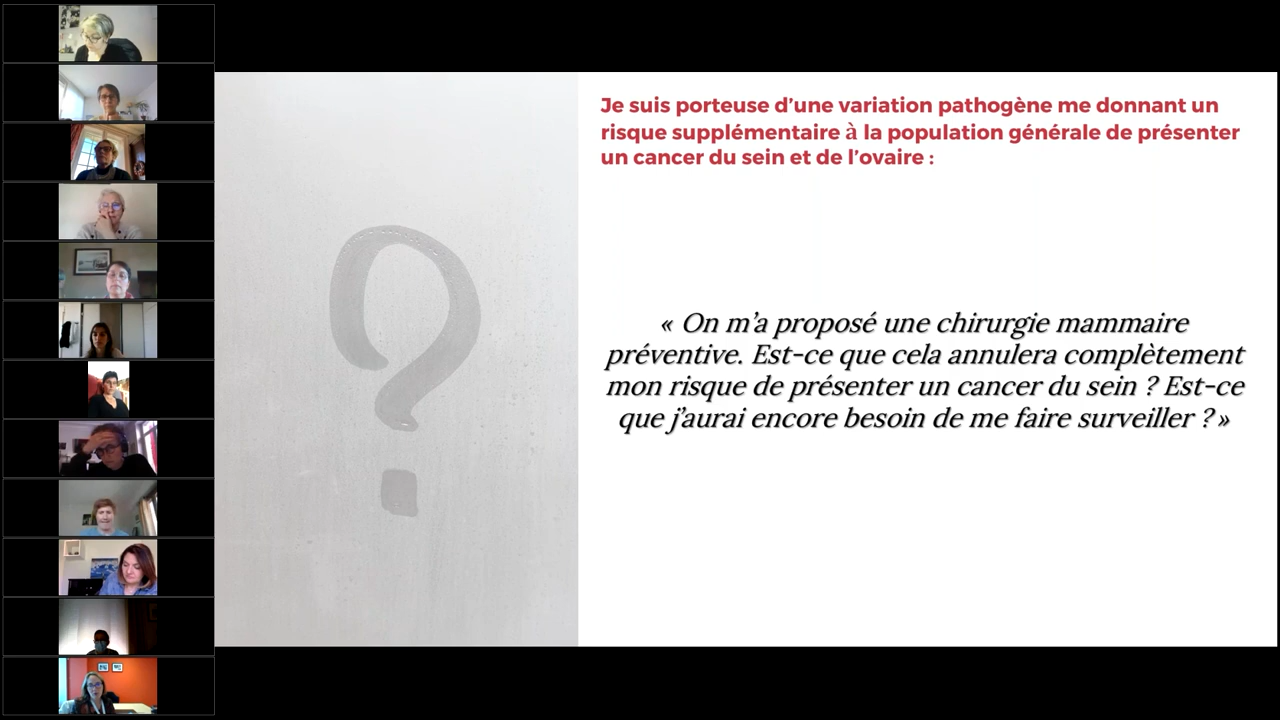 Je suis porteuse d’une variation pathogène me donnant un
risque supplémentaire à la population générale de présenter
un cancer du sein et de l’ovaire :
« On m’a proposé une chirurgie mammaire
préventive. Est-ce que cela annulera complètement
mon risque de présenter un cancer du sein ? Est-ce
que j’aurai encore besoin de me faire surveiller ? »